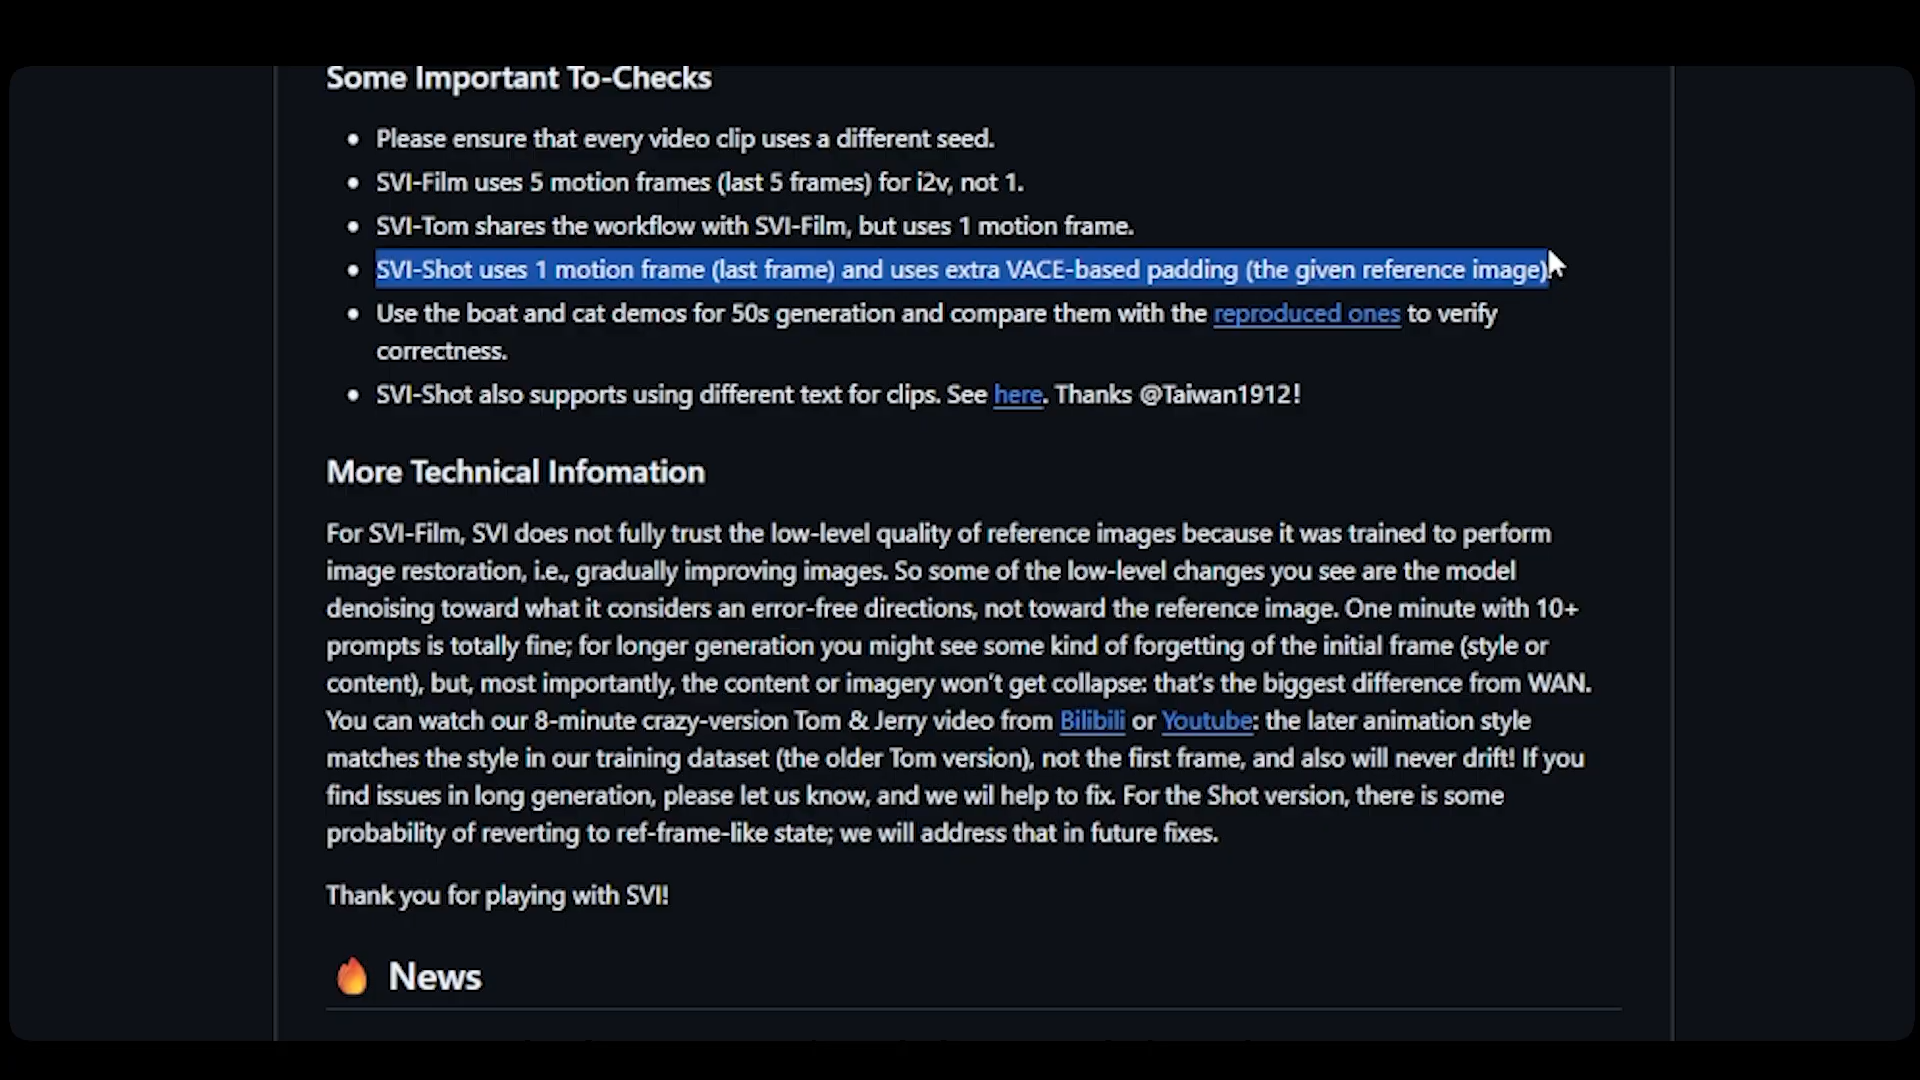 Some Important To-Checks
• Please ensure that every video clip uses a different seed.
• SVI-Film uses 5 motion frames (last 5 frames) for i2v, not 1.
• SVI-Tom shares the workflow with SVI-Film, but uses 1 motion frame.
• SVI-Shot uses 1 motion frame (last frame) and uses extra VACE-based padding (the given reference image).
• Use the boat and cat demos for 50s generation and compare them with the reproduced ones to verify
correctness.
• SVI-Shot also supports using different text for clips. See here. Thanks @Taiwan1912!
More Technical Infomation
For SVI-Film, SVI does not fully trust the low-level quality of reference images because it was trained to perform
image restoration, i.e., gradually improving images. So some of the low-level changes you see are the model
denoising toward what it considers an error-free directions, not toward the reference image. One minute with 10+
prompts is totally fine; for longer generation you might see some kind of forgetting of the initial frame (style or
content), but, most importantly, the content or imagery won't get collapse: that's the biggest difference from WAN.
You can watch our 8-minute crazy-version Tom & Jerry video from Bilibili or Youtube: the later animation style
matches the style in our training dataset (the older Tom version), not the first frame, and also will never drift! If you
find issues in long generation, please let us know, and we wil help to fix. For the Shot version, there is some
probability of reverting to ref-frame-like state; we will address that in future fixes.
Thank you for playing with SVI!
🔥 News